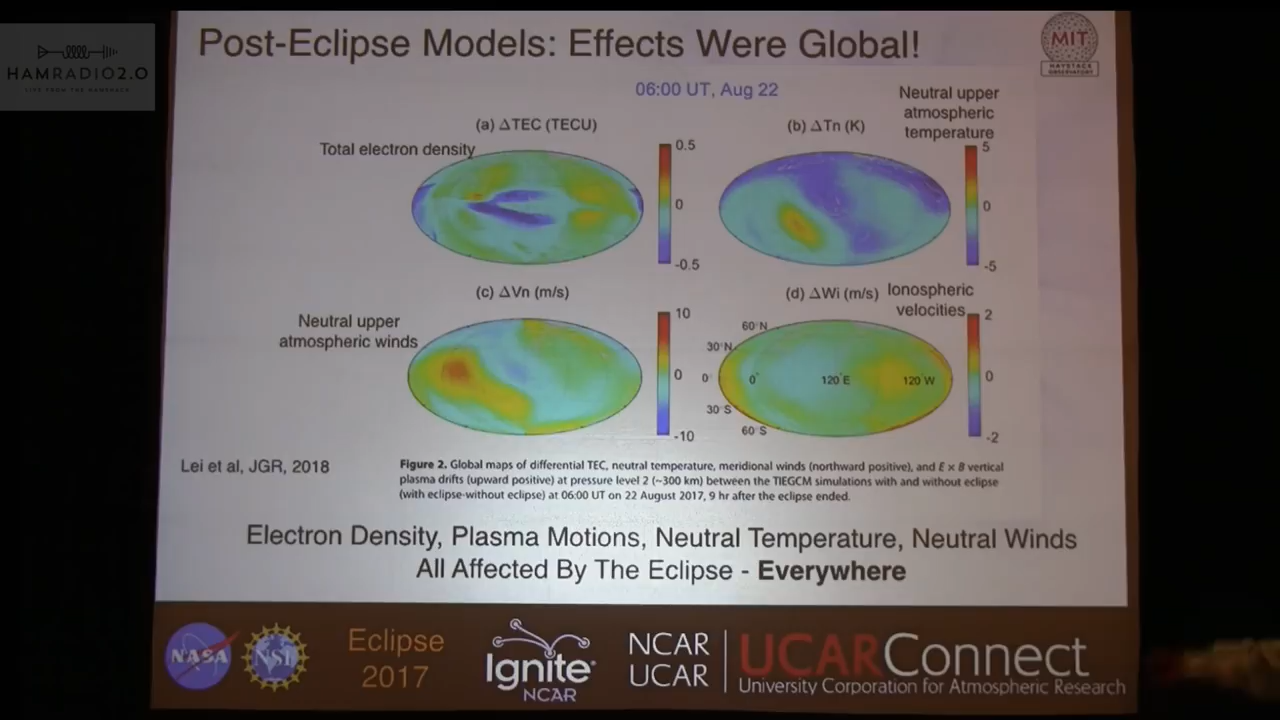 HAMRADIO2.0
LIVE FROM THE HAMSHACK
Post-Eclipse Models: Effects Were Global!
MIT
HAYSTACK
OBSERVATORY
06:00 UT, Aug 22
(a) ΔTEC (TECU)
Total electron density
0.5
0
-0.5
(b) ΔTn (K)
Neutral upper
atmospheric
temperature
5
0
-5
(c) ΔVn (m/s)
Neutral upper
atmospheric winds
10
0
-10
(d) ΔWi (m/s)
Ionospheric
velocities
60°N
30°N
0°
30°S
60°S
0°
120°E
120°W
2
0
-2
Lei et al, JGR, 2018
Figure 2. Global maps of differential TEC, neutral temperature, meridional winds (northward positive), and E × B vertical
plasma drifts (upward positive) at pressure level 2 (~300 km) between the TIEGCM simulations with and without eclipse
(with eclipse-without eclipse) at 06:00 UT on 22 August 2017, 9 hr after the eclipse ended.
Electron Density, Plasma Motions, Neutral Temperature, Neutral Winds
All Affected By The Eclipse - Everywhere
NASA
NSF
Eclipse
2017
Ignite
NCAR
NCAR
UCAR
UCARConnect
University Corporation for Atmospheric Research